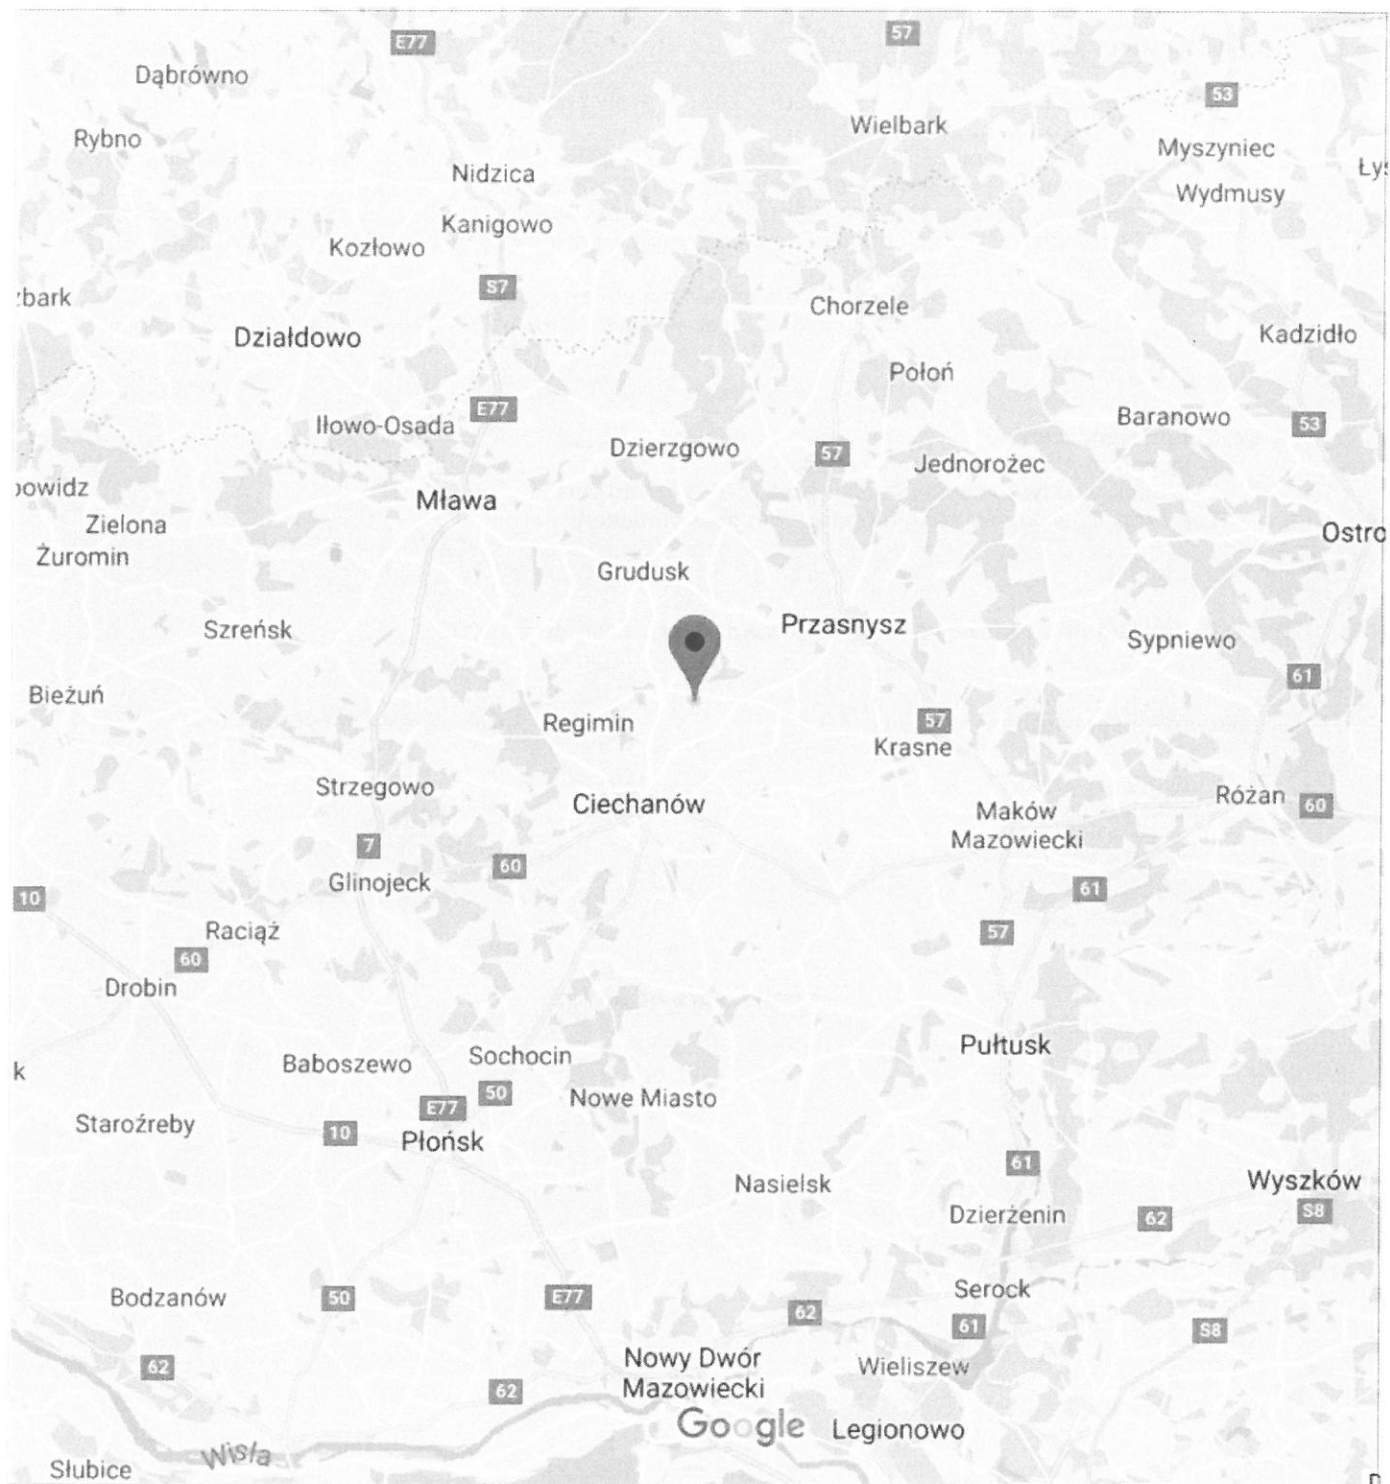 E77
57
Dąbrówno
53
Rybno
Wielbark
Myszyniec
Łyś
Nidzica
Wydmusy
Kanigowo
Kozłowo
S7
zbark
Chorzele
Działdowo
Kadzidło
Połoń
E77
Iłowo-Osada
Baranowo
53
Dzierzgowo
57
Jednorożec
powidz
Mława
Zielona
Ostro
Żuromin
Grudusk
Szreńsk
Przasnysz
Sypniewo
61
Bieżuń
Regimin
57
Krasne
Strzegowo
Ciechanów
Różan
60
Maków
Mazowiecki
7
60
Glinojeck
61
10
Raciąż
57
60
Drobin
Pułtusk
Sochocin
Baboszewo
k
50
Nowe Miasto
E77
Staroźreby
10
Płońsk
61
Nasielsk
Wyszków
Dzierżenin
62
S8
Serock
Bodzanów
50
E77
62
61
S8
Nowy Dwór
Mazowiecki
Wieliszew
62
62
Google
Legionowo
Wisła
Słubice